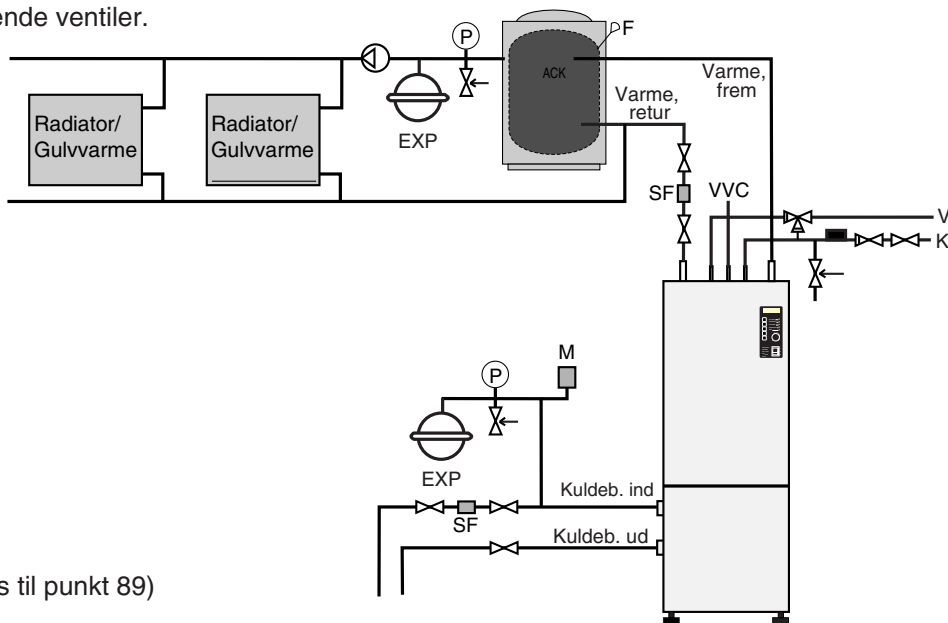 ende ventiler.
P
F
ACK
Varme,
frem
Varme,
retur
EXP
Radiator/
Gulvvarme
Radiator/
Gulvvarme
SF
VVC
V
K
M
P
EXP
Kuldeb. ind
SF
Kuldeb. ud
s til punkt 89)